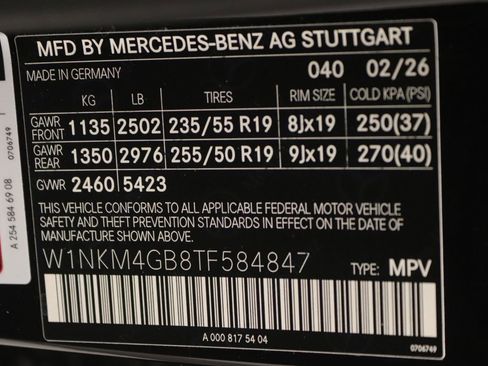 MFD BY MERCEDES-BENZ AG STUTTGART
MADE IN GERMANY 040 02/26
KG LB TIRES RIM SIZE COLD KPA (PSI)
GAWR FRONT 1135 2502 235/55 R19 8Jx19 250(37)
GAWR REAR 1350 2976 255/50 R19 9Jx19 270(40)
GVWR 2460 5423
THIS VEHICLE CONFORMS TO ALL APPLICABLE FEDERAL MOTOR VEHICLE
SAFETY AND THEFT PREVENTION STANDARDS IN EFFECT ON THE DATE
OF MANUFACTURE SHOWN ABOVE.
W1NKM4GB8TF584847 TYPE: MPV
A 000 817 54 04
0706749
A 254 584 69 08
0706749